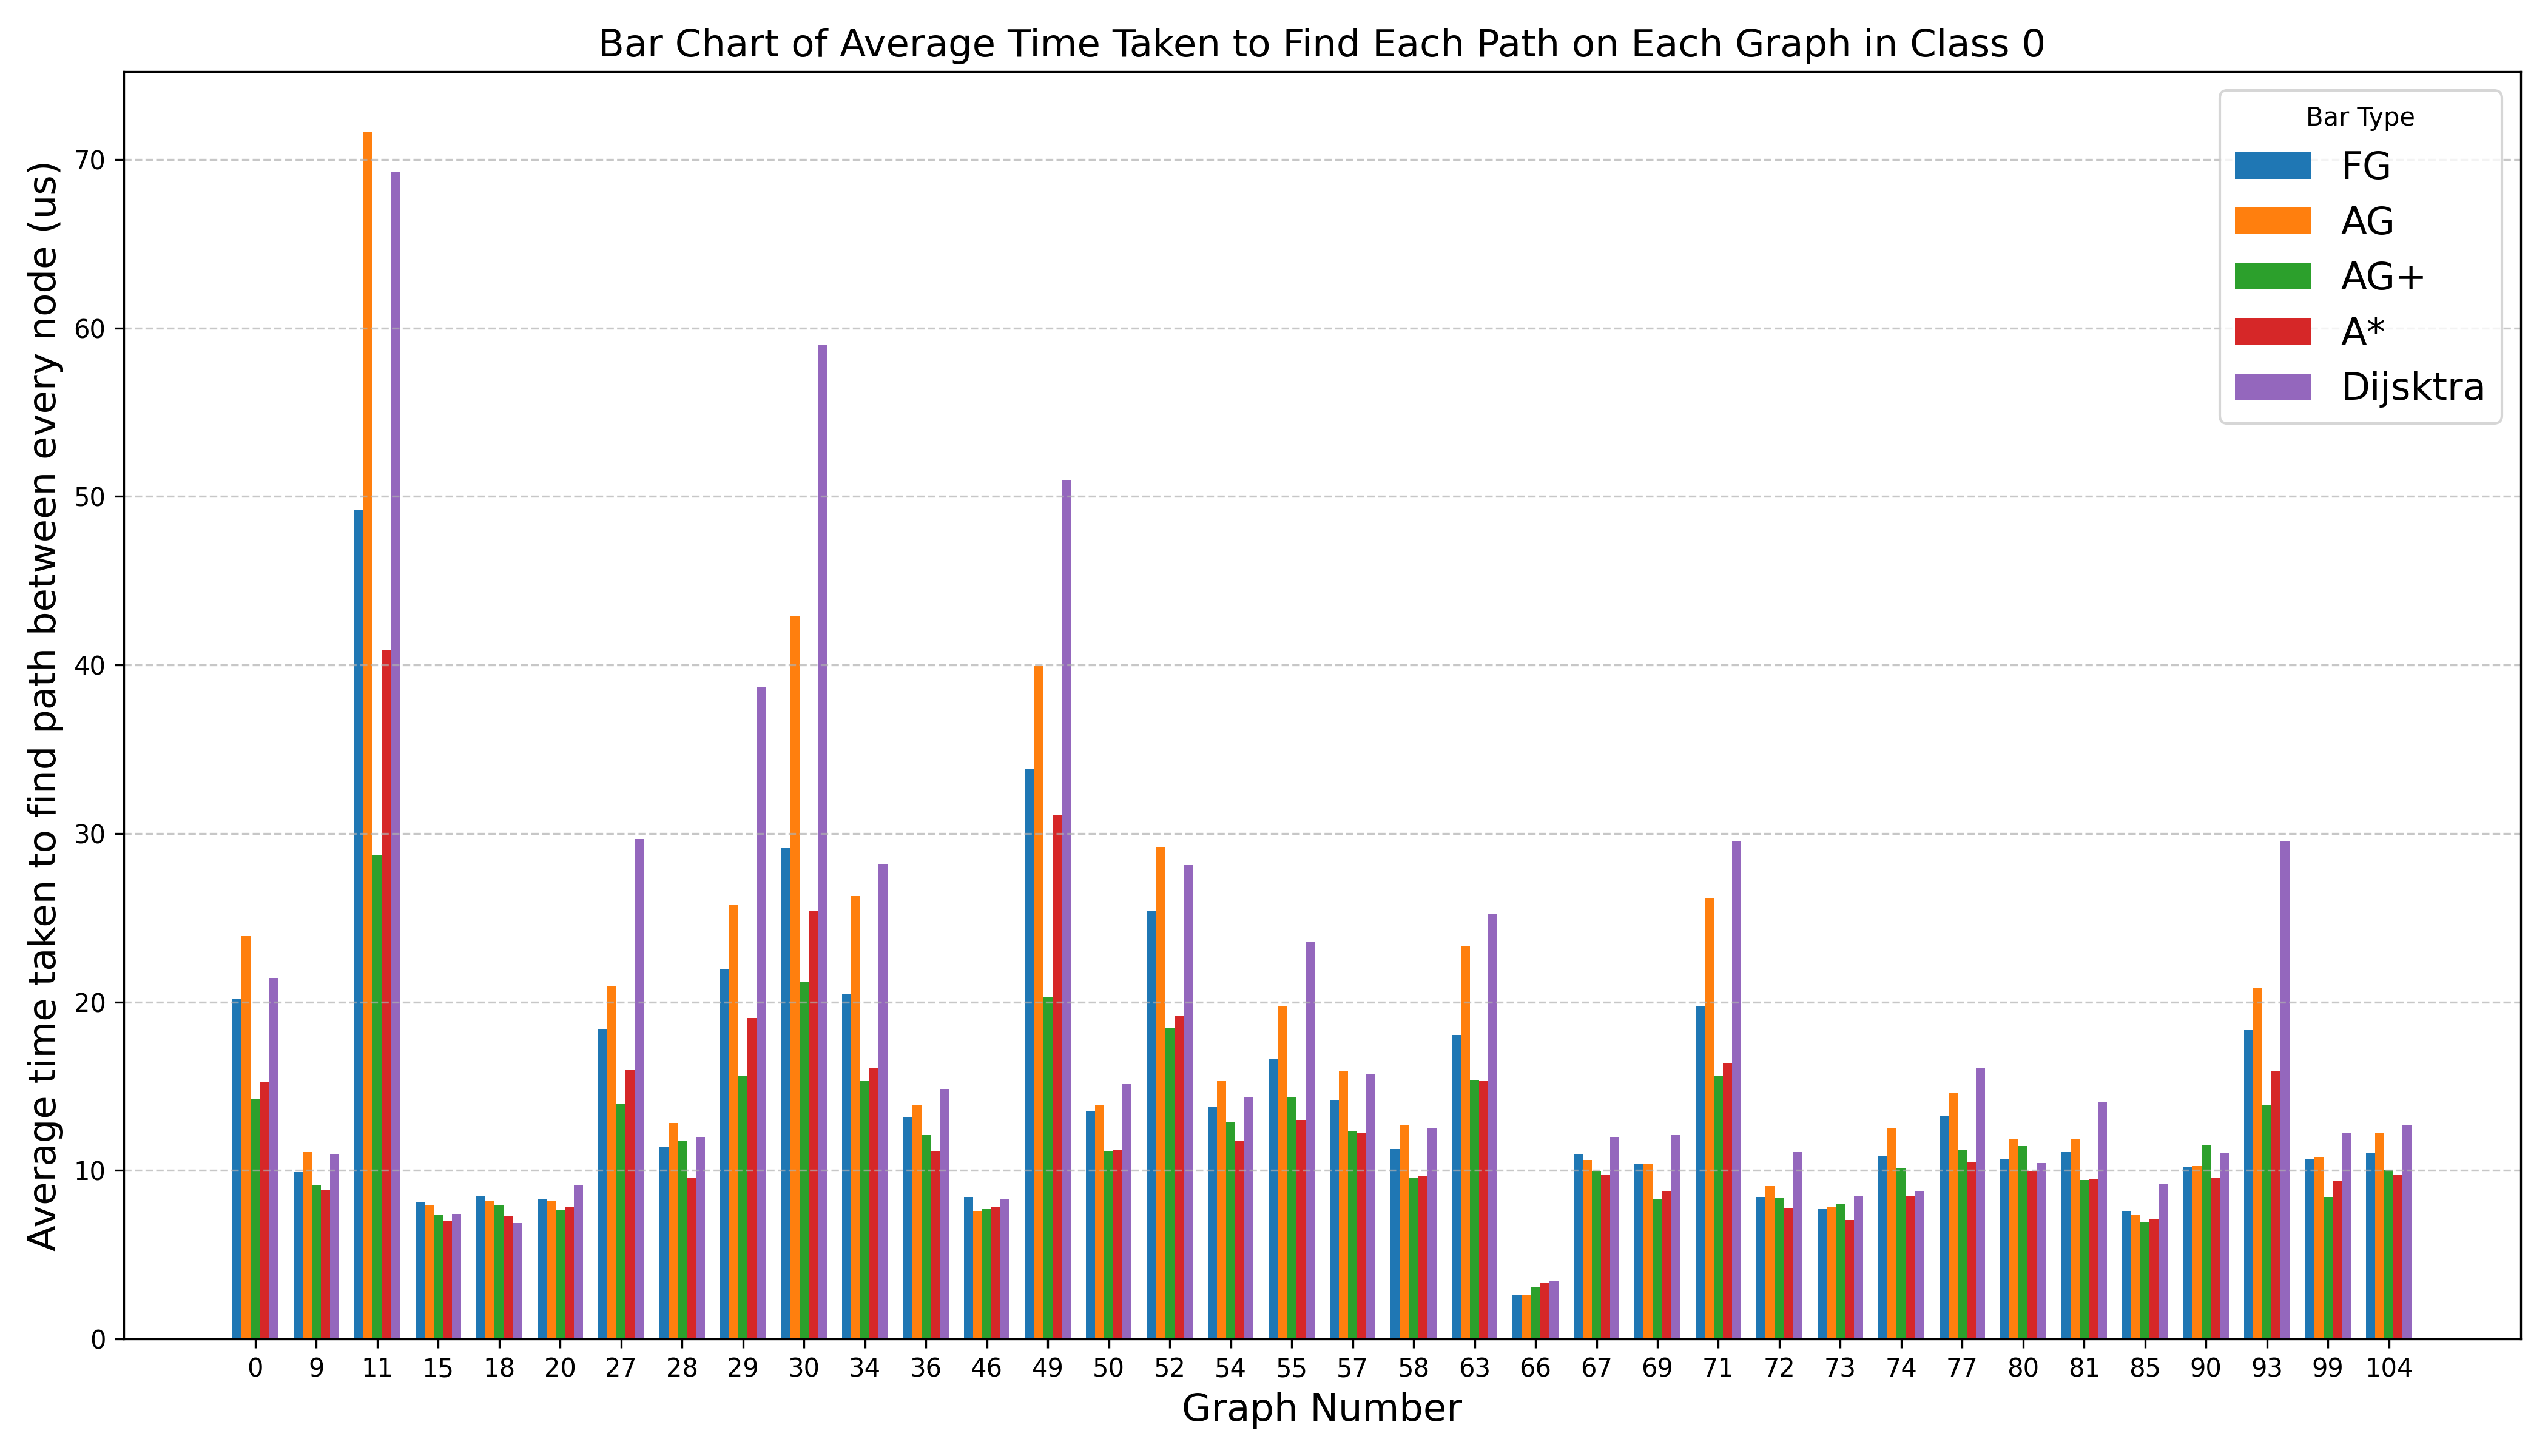 Bar Chart of Average Time Taken to Find Each Path on Each Graph in Class 0
Average time taken to find path between every node (us)
70
60
50
40
30
20
10
0
Bar Type
FG
AG
AG+
A*
Dijsktra
0 9 11 15 18 20 27 28 29 30 34 36 46 49 50 52 54 55 57 58 63 66 67 69 71 72 73 74 77 80 81 85 90 93 99 104
Graph Number